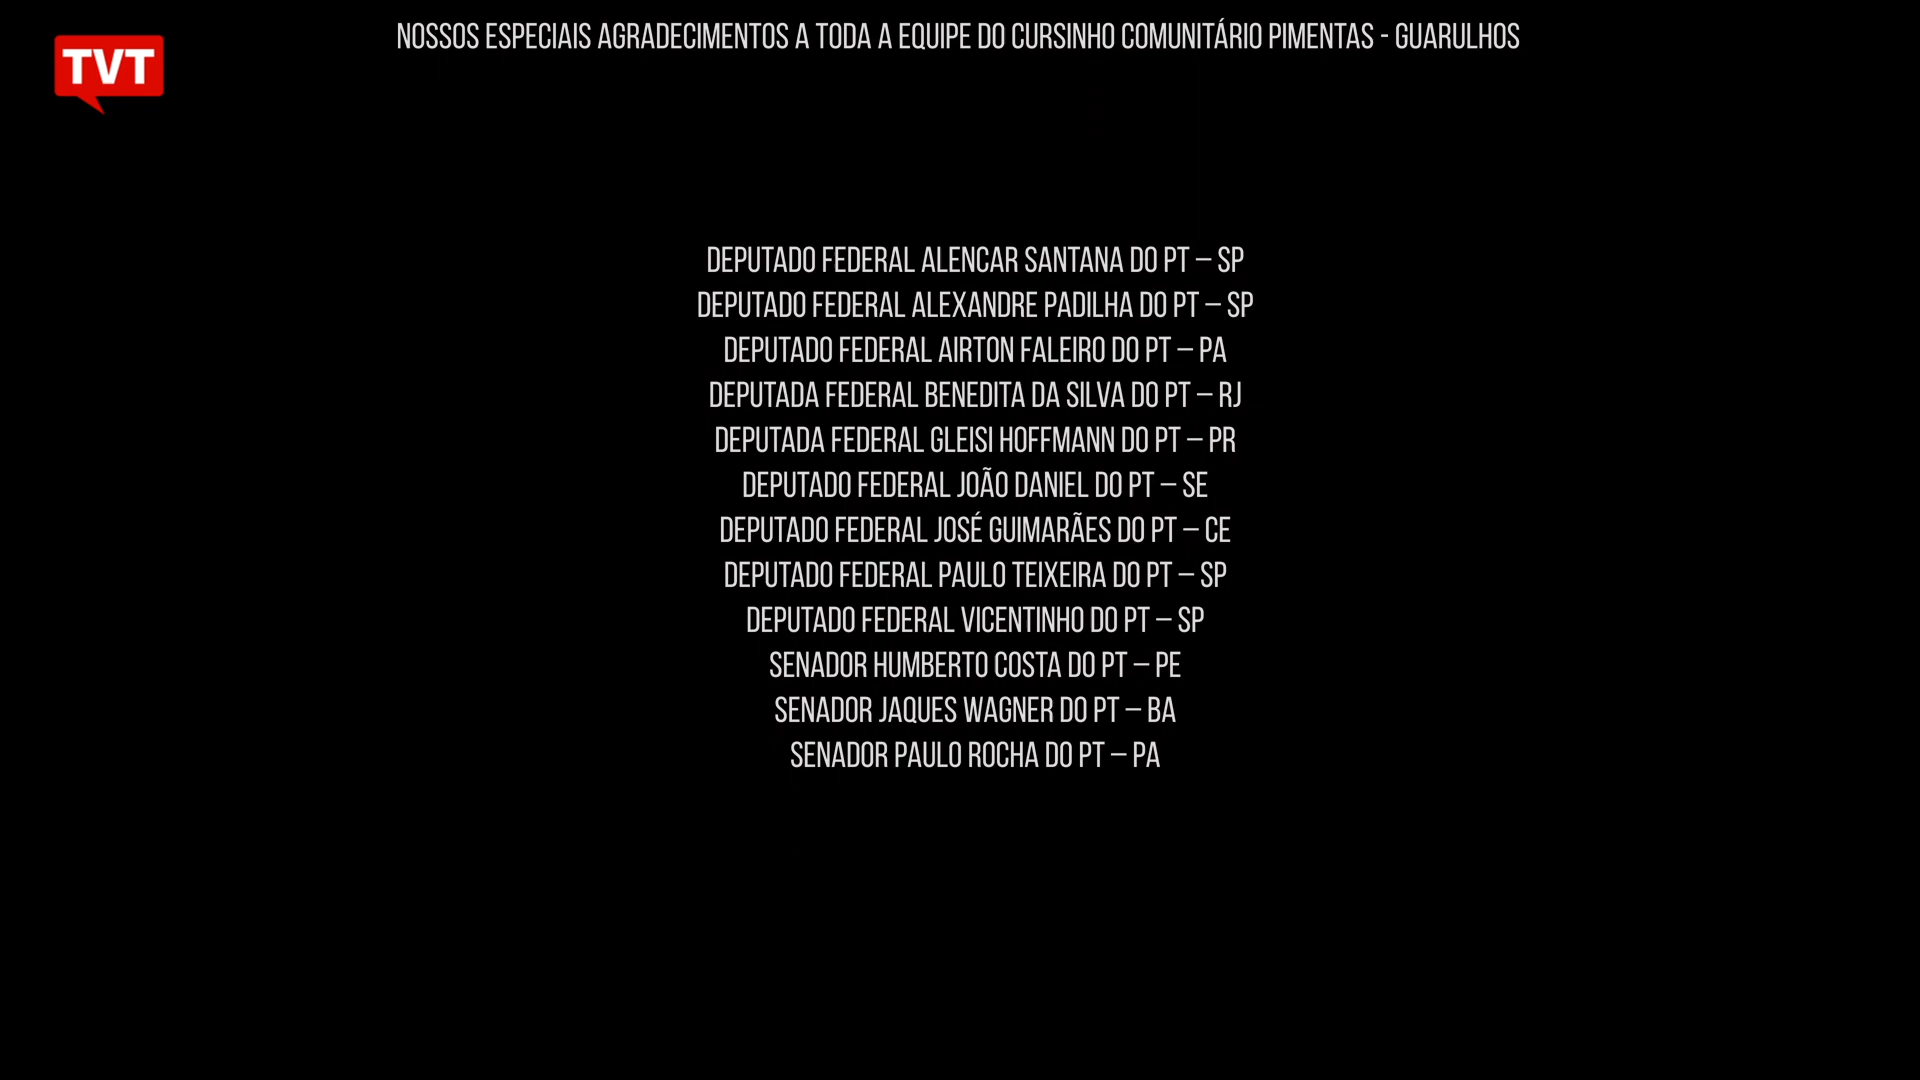 NOSSOS ESPECIAIS AGRADECIMENTOS A TODA A EQUIPE DO CURSINHO COMUNITÁRIO PIMENTAS - GUARULHOS
TVT
DEPUTADO FEDERAL ALENCAR SANTANA DO PT – SP
DEPUTADO FEDERAL ALEXANDRE PADILHA DO PT – SP
DEPUTADO FEDERAL AIRTON FALEIRO DO PT – PA
DEPUTADA FEDERAL BENEDITA DA SILVA DO PT – RJ
DEPUTADA FEDERAL GLEISI HOFFMANN DO PT – PR
DEPUTADO FEDERAL JOÃO DANIEL DO PT – SE
DEPUTADO FEDERAL JOSÉ GUIMARÃES DO PT – CE
DEPUTADO FEDERAL PAULO TEIXEIRA DO PT – SP
DEPUTADO FEDERAL VICENTINHO DO PT – SP
SENADOR HUMBERTO COSTA DO PT – PE
SENADOR JAQUES WAGNER DO PT – BA
SENADOR PAULO ROCHA DO PT – PA